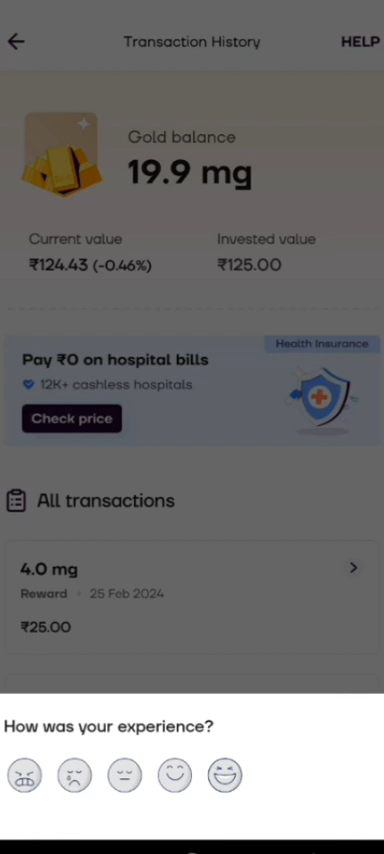 Transaction History HELP
Gold balance
19.9 mg
Current value Invested value
₹124.43 (-0.46%) ₹125.00
Health Insurance
Pay ₹0 on hospital bills
12K+ cashless hospitals
Check price
All transactions
4.0 mg
Reward • 25 Feb 2024
₹25.00
How was your experience?